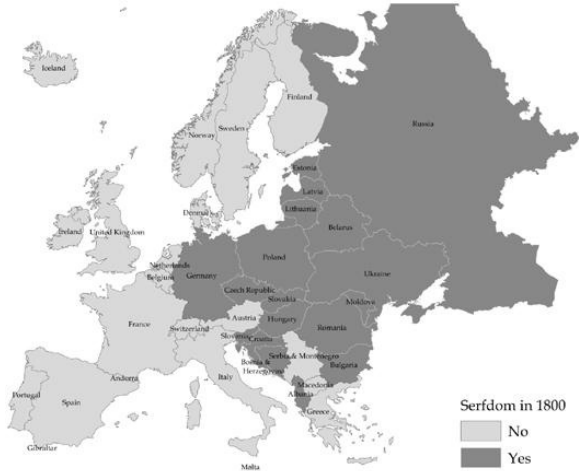 Iceland
Finland
Norway
Sweden
Russia
Estonia
Latvia
Denmark
Lithuania
Ireland
United Kingdom
Belarus
Netherlands
Poland
Belgium
Germany
Ukraine
Czech Republic
Slovakia
Moldova
Austria
Hungary
France
Switzerland
Romania
Slovenia
Croatia
Serbia & Montenegro
Bosnia &
Herzegovina
Bulgaria
Andorra
Italy
Macedonia
Albania
Portugal
Spain
Greece
Gibraltar
Malta
Serfdom in 1800
No
Yes